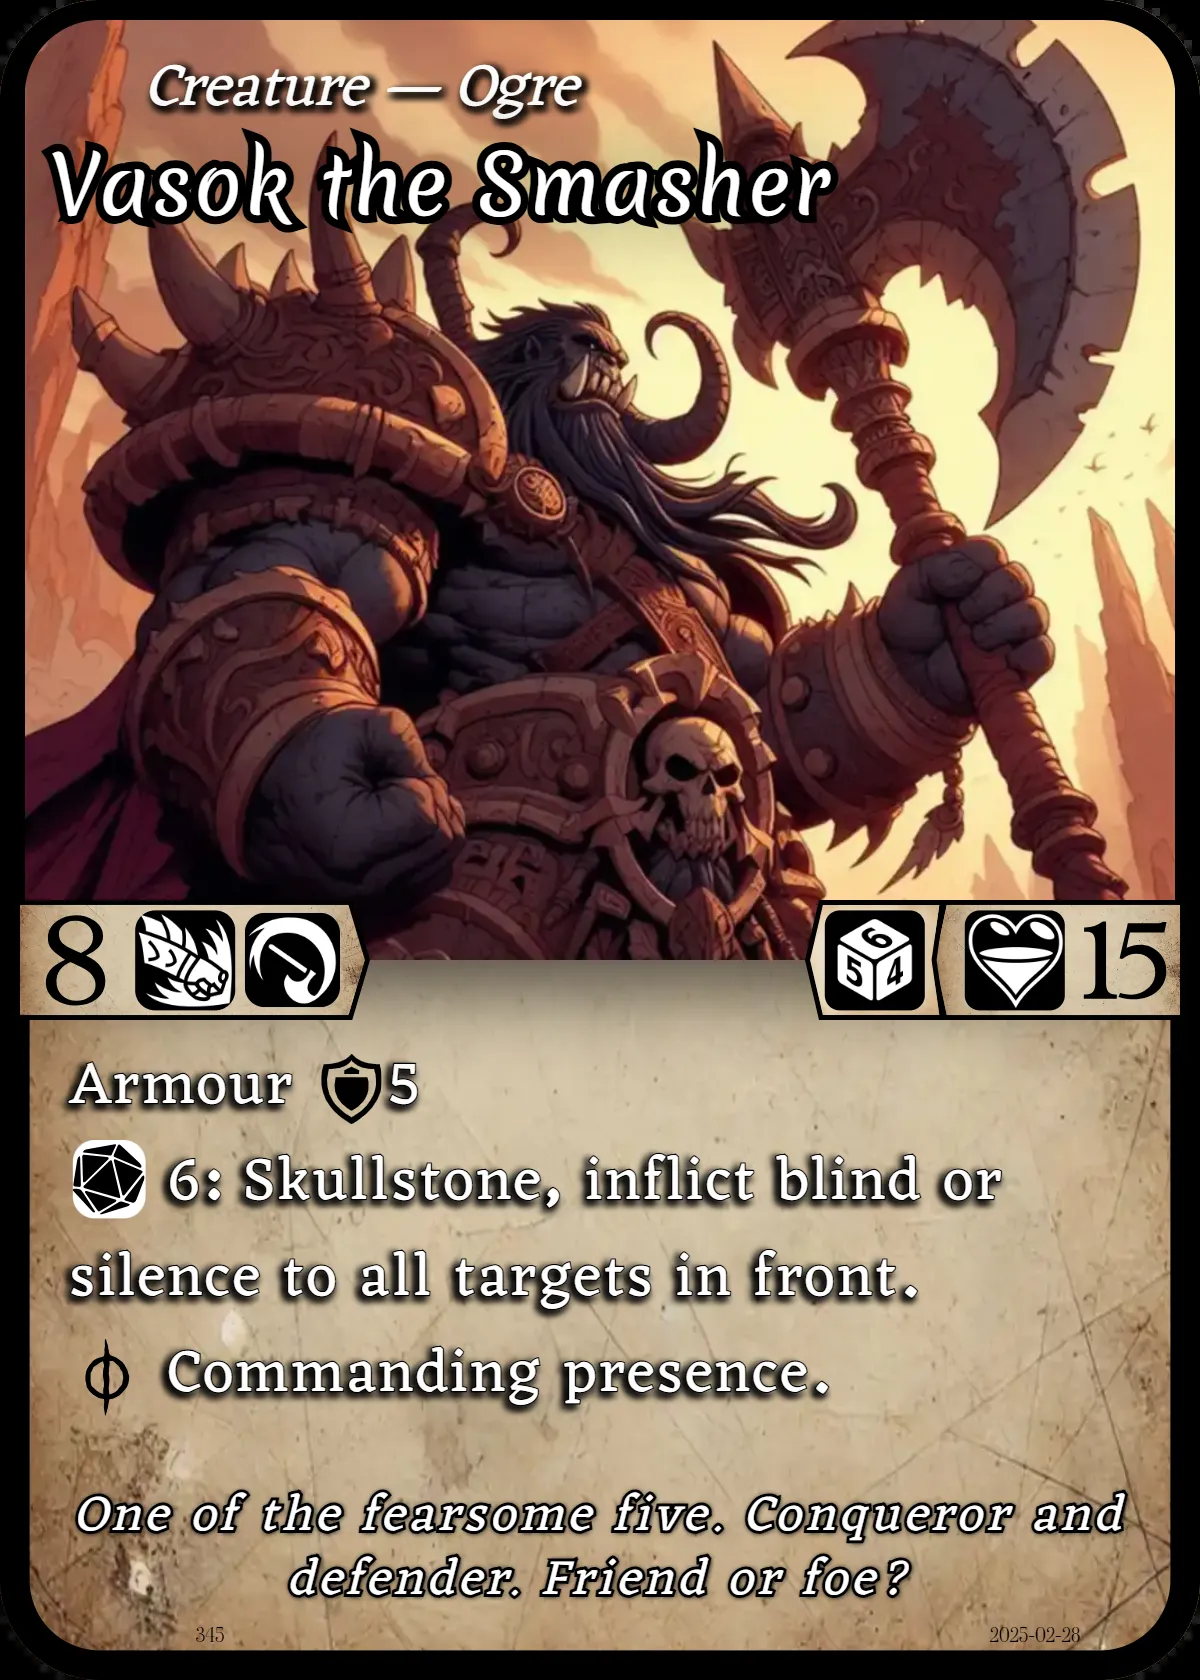 Creature — Ogre
Vasok the Smasher
8
6
5 4
15
Armour 5
6: Skullstone, inflict blind or
silence to all targets in front.
Commanding presence.
One of the fearsome five. Conqueror and
defender. Friend or foe?
345
2025-02-28